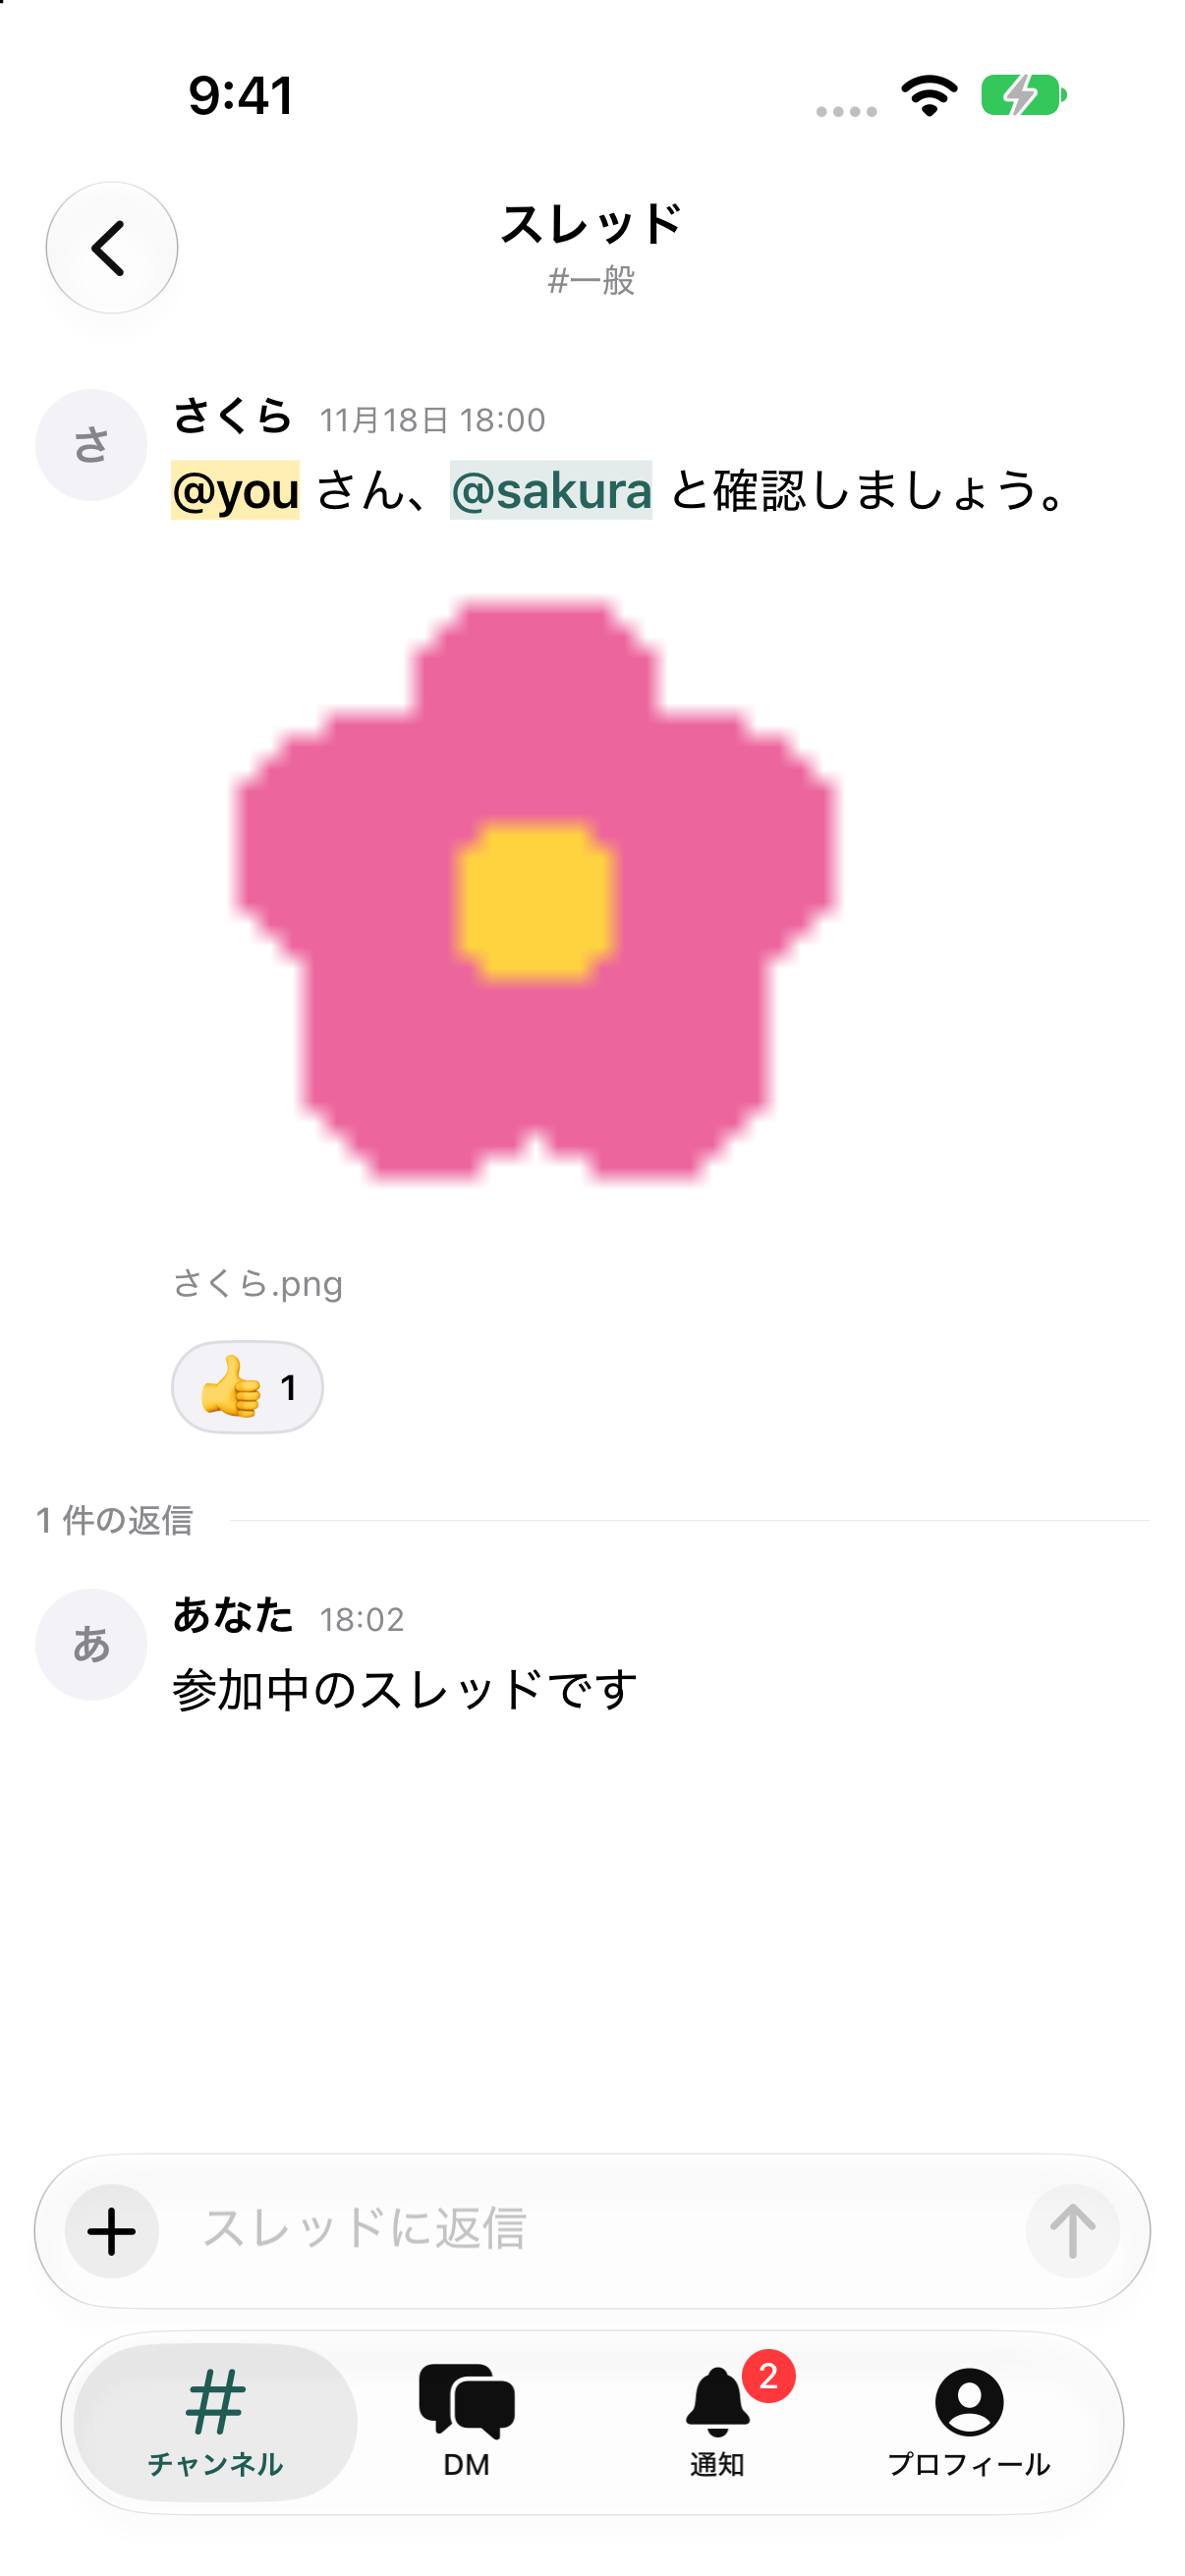 9:41
スレッド
#一般
さ
さくら 11月18日 18:00
@you さん、@sakura と確認しましょう。
さくら.png
👍 1
1 件の返信
あ
あなた 18:02
参加中のスレッドです
スレッドに返信
2
チャンネル DM 通知 プロフィール